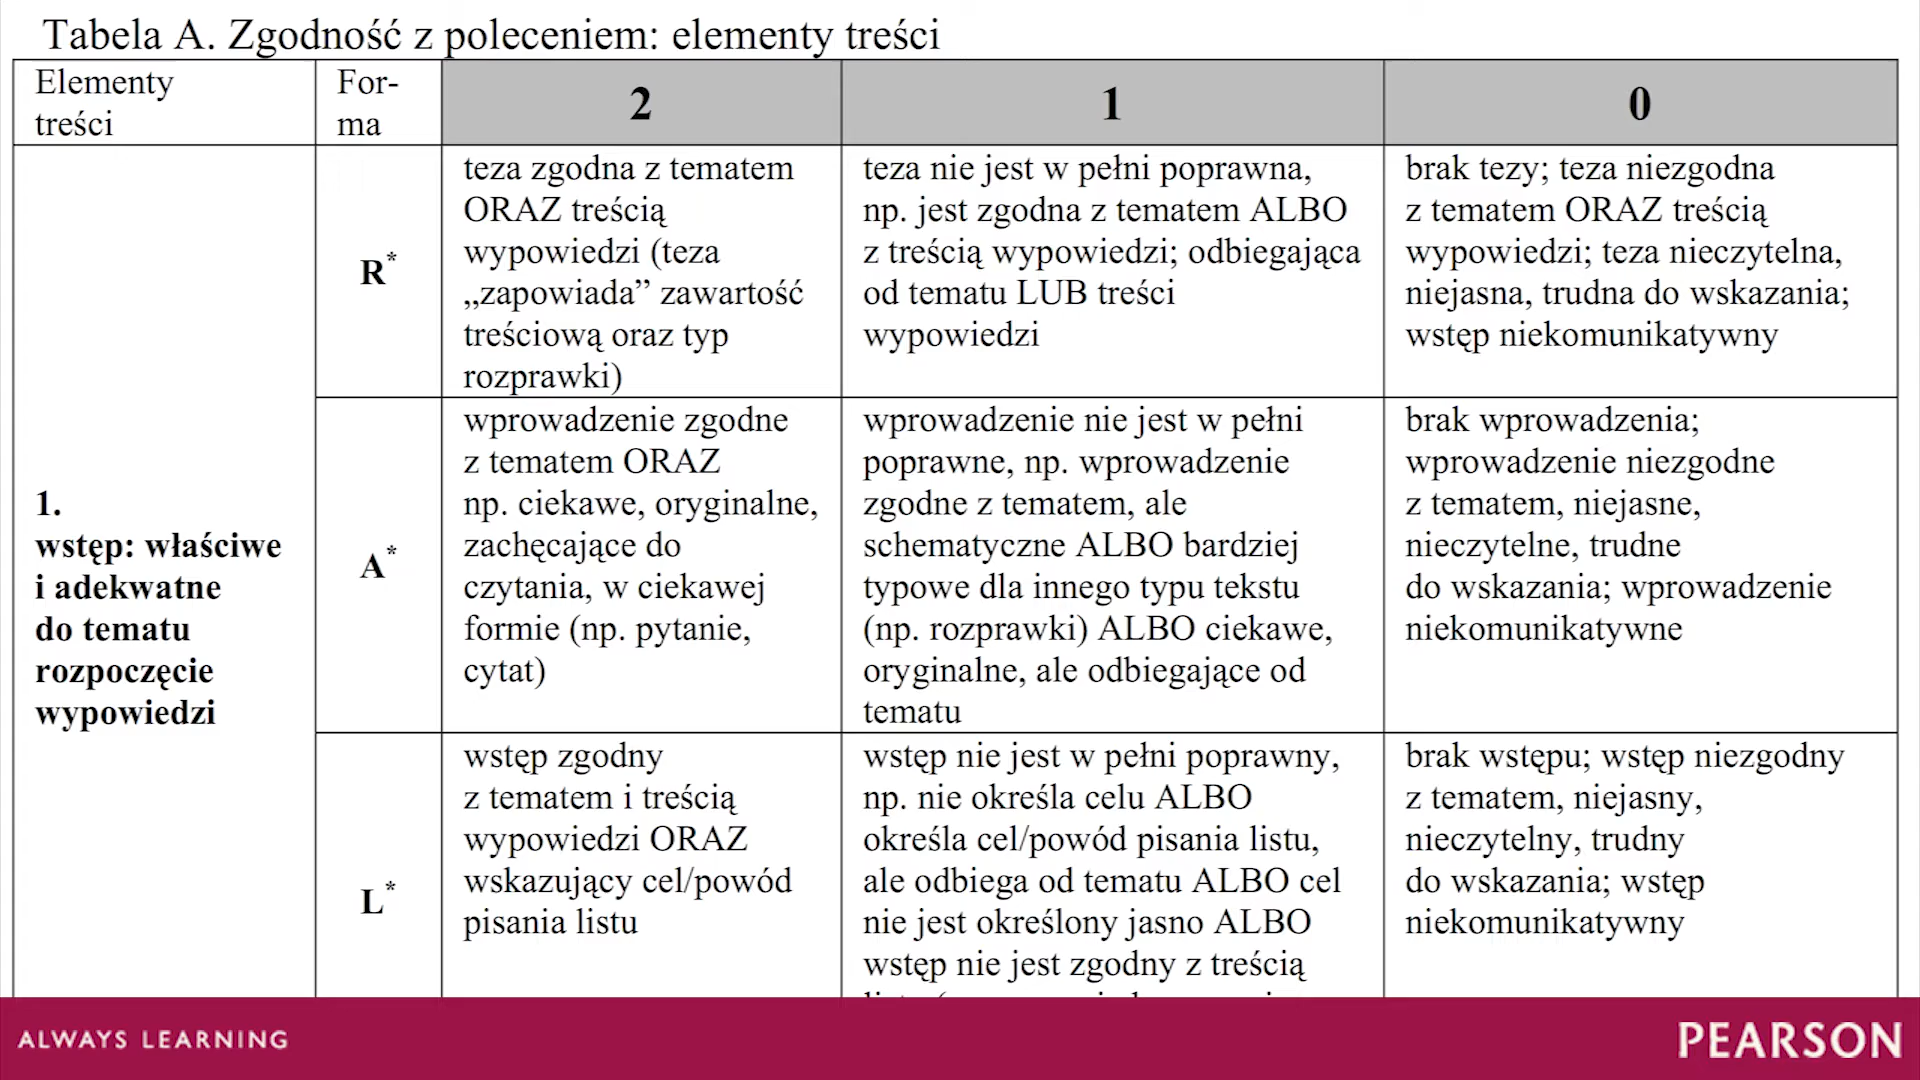 Tabela A. Zgodność z poleceniem: elementy treści
Elementy
treści
For-
ma
2
1
0
1.
wstęp: właściwe
i adekwatne
do tematu
rozpoczęcie
wypowiedzi
R*
teza zgodna z tematem
ORAZ treścią
wypowiedzi (teza
„zapowiada” zawartość
treściową oraz typ
rozprawki)
teza nie jest w pełni poprawna,
np. jest zgodna z tematem ALBO
z treścią wypowiedzi; odbiegająca
od tematu LUB treści
wypowiedzi
brak tezy; teza niezgodna
z tematem ORAZ treścią
wypowiedzi; teza nieczytelna,
niejasna, trudna do wskazania;
wstęp niekomunikatywny
A*
wprowadzenie zgodne
z tematem ORAZ
np. ciekawe, oryginalne,
zachęcające do
czytania, w ciekawej
formie (np. pytanie,
cytat)
wprowadzenie nie jest w pełni
poprawne, np. wprowadzenie
zgodne z tematem, ale
schematyczne ALBO bardziej
typowe dla innego typu tekstu
(np. rozprawki) ALBO ciekawe,
oryginalne, ale odbiegające od
tematu
brak wprowadzenia;
wprowadzenie niezgodne
z tematem, niejasne,
nieczytelne, trudne
do wskazania; wprowadzenie
niekomunikatywne
L*
wstęp zgodny
z tematem i treścią
wypowiedzi ORAZ
wskazujący cel/powód
pisania listu
wstęp nie jest w pełni poprawny,
np. nie określa celu ALBO
określa cel/powód pisania listu,
ale odbiega od tematu ALBO cel
nie jest określony jasno ALBO
wstęp nie jest zgodny z treścią
brak wstępu; wstęp niezgodny
z tematem, niejasny,
nieczytelny, trudny
do wskazania; wstęp
niekomunikatywny
ALWAYS LEARNING
PEARSON